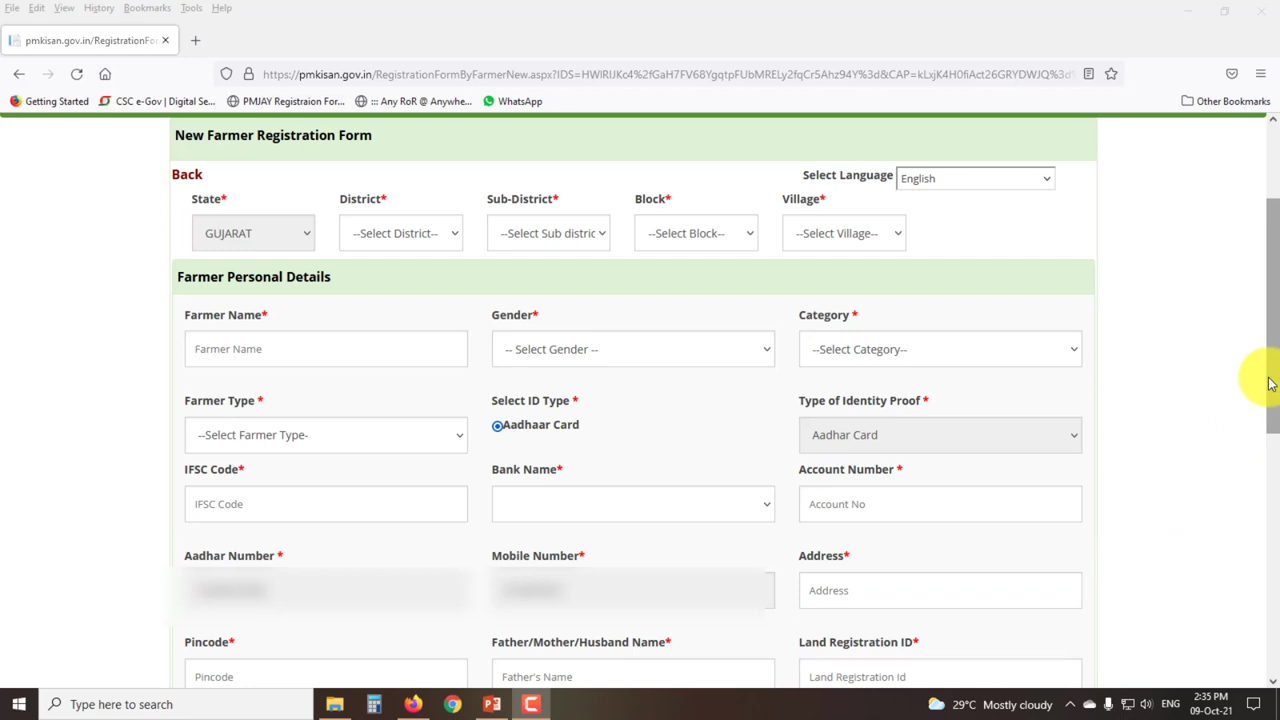 File Edit View History Bookmarks Tools Help
pmkisan.gov.in/RegistrationFor
https://pmkisan.gov.in/RegistrationFormByFarmerNew.aspx?IDS=HWlRlJKc4%2fGaH7FV68YgqtpFUbMRELy2fqCr5Ahz94Y%3d&CAP=kLxjK4H0fiAct26GRYDWJQ%3d%
Getting Started CSC e-Gov | Digital Se... PMJAY Registraion For... ::: Any RoR @ Anywhe... WhatsApp Other Bookmarks
New Farmer Registration Form
Back Select Language English
State* District* Sub-District* Block* Village*
GUJARAT --Select District-- --Select Sub distric --Select Block-- --Select Village--
Farmer Personal Details
Farmer Name* Gender* Category *
Farmer Name -- Select Gender -- --Select Category--
Farmer Type * Select ID Type * Type of Identity Proof *
Aadhaar Card
--Select Farmer Type- Aadhar Card
IFSC Code* Bank Name* Account Number *
IFSC Code Account No
Aadhar Number * Mobile Number* Address*
Address
Pincode* Father/Mother/Husband Name* Land Registration ID*
Pincode Father's Name Land Registration Id
Type here to search 29°C Mostly cloudy ENG 2:35 PM
09-Oct-21